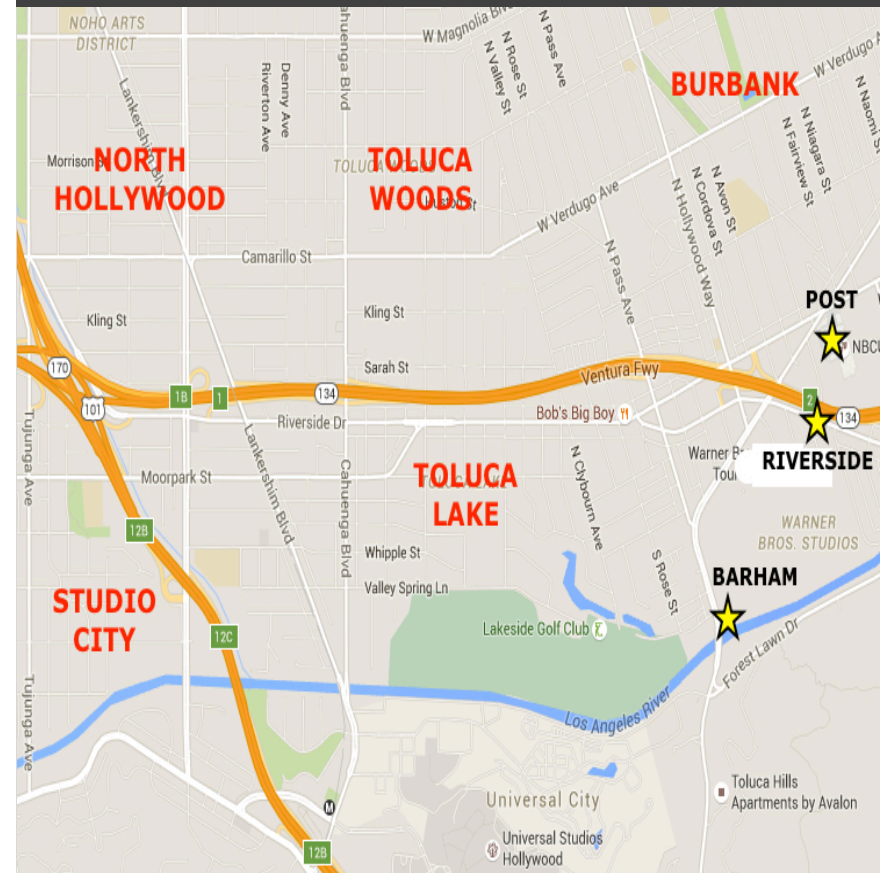 NOHO ARTS
DISTRICT
Cahuenga Blvd
W Magnolia Blvd
N Pass Ave
N Rose St
N Valley St
BURBANK
W Verdugo A
N Naomi St
N Niagara St
N Fairview St
Lankershim Blvd
Denny Ave
Riverton Ave
Morrison St
NORTH
HOLLYWOOD
TOLUCA WOODS
TOLUCA
WOODS
N Avon St
N Cordova St
N Hollywood Way
W Verdugo Ave
N Pass Ave
Camarillo St
Kling St
Kling St
POST
NBCU
Sarah St
Ventura Fwy
170
101
1B
1
134
2
134
Riverside Dr
Bob's Big Boy
RIVERSIDE
Warner B
Tour
Tujunga Ave
Lankershim Blvd
Cahuenga Blvd
Moorpark St
TOLUCA LAKE
TOLUCA
LAKE
N Clybourn Ave
WARNER
BROS. STUDIOS
12B
Whipple St
Valley Spring Ln
S Rose St
BARHAM
STUDIO
CITY
12C
Lakeside Golf Club
Forest Lawn Dr
Tujunga Ave
Los Angeles River
Toluca Hills
Apartments by Avalon
Universal City
M
Universal Studios
Hollywood
12B